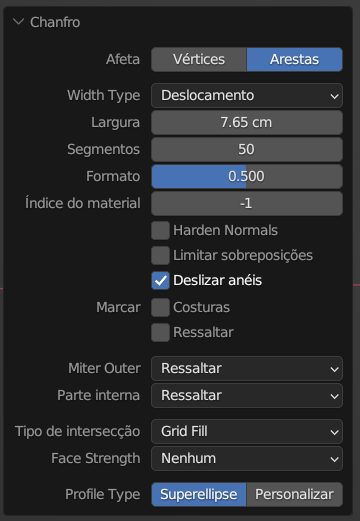 Chanfro
Afeta Vértices Arestas
Width Type Deslocamento
Largura 7.65 cm
Segmentos 50
Formato 0.500
Índice do material -1
Harden Normals
Limitar sobreposições
Deslizar anéis
Marcar Costuras
Ressaltar
Miter Outer Ressaltar
Parte interna Ressaltar
Tipo de intersecção Grid Fill
Face Strength Nenhum
Profile Type Superellipse Personalizar